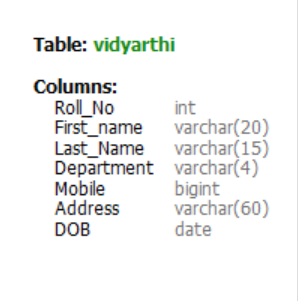 Table: vidyarthi
Columns:
Roll_No int
First_name varchar(20)
Last_Name varchar(15)
Department varchar(4)
Mobile bigint
Address varchar(60)
DOB date